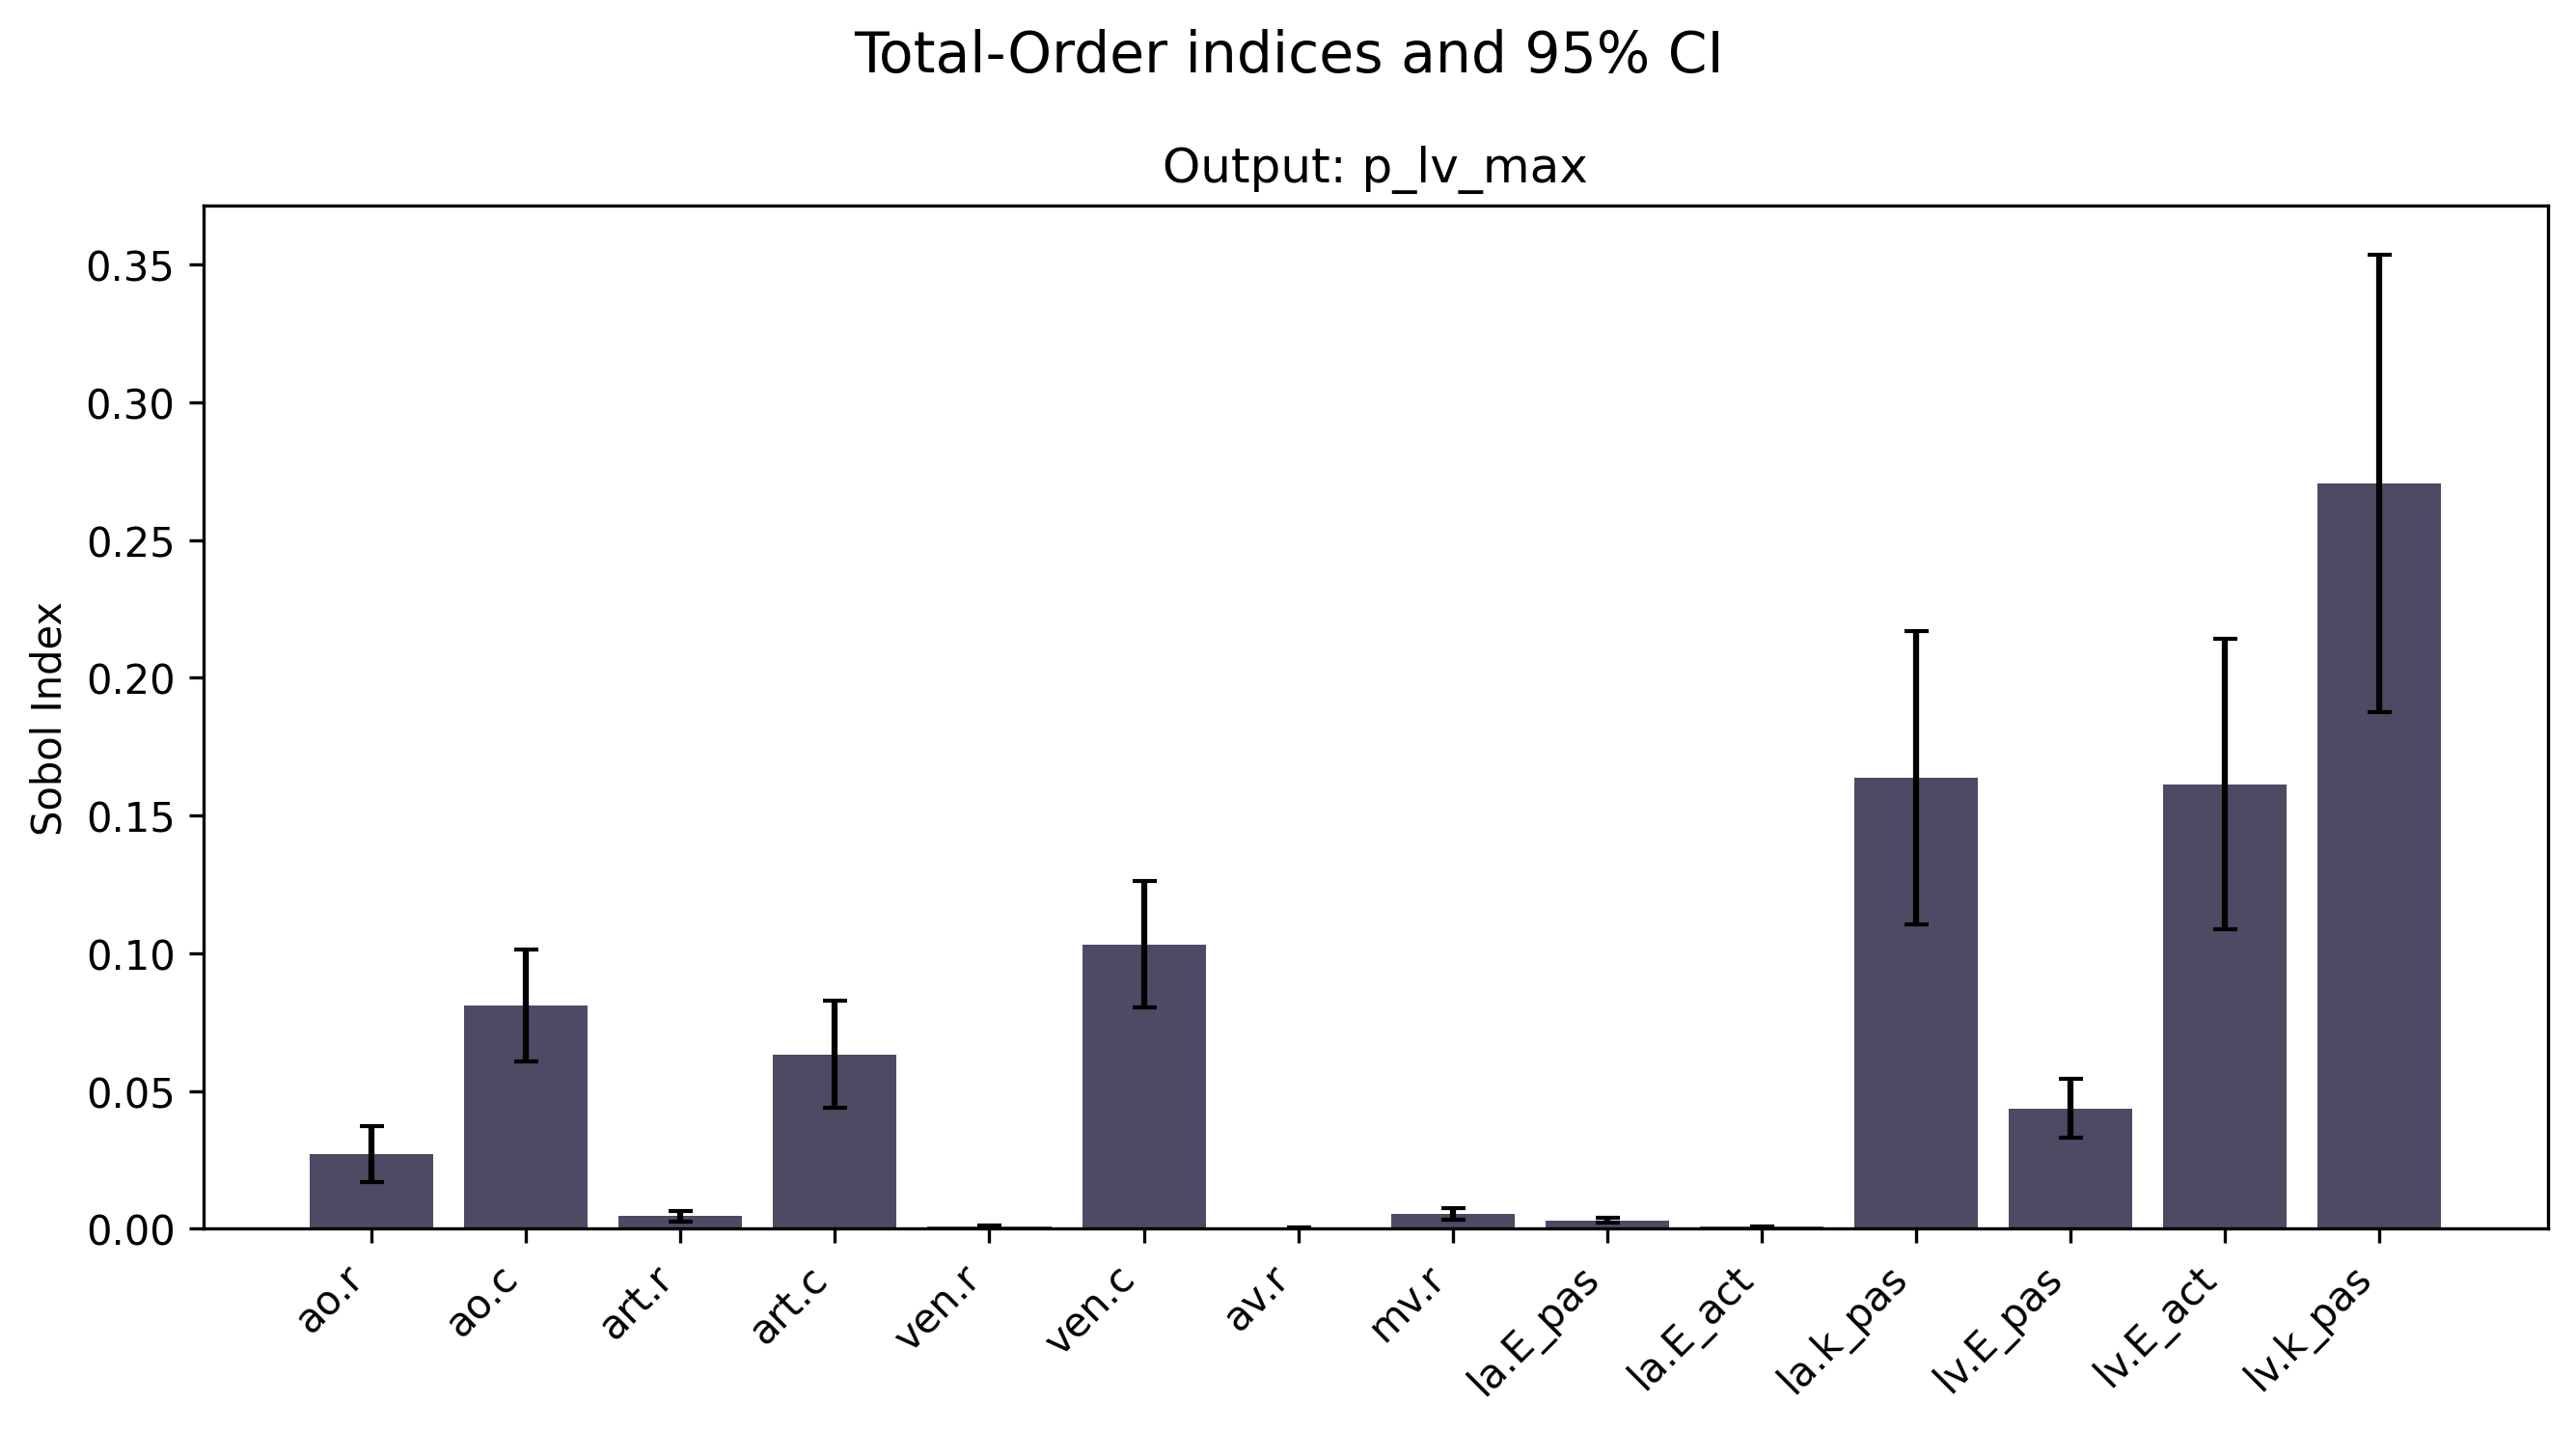 Total-Order indices and 95% CI
Output: p_lv_max
Sobol Index
0.35
0.30
0.25
0.20
0.15
0.10
0.05
0.00
ao.r
ao.c
art.r
art.c
ven.r
ven.c
av.r
mv.r
la.E_pas
la.E_act
la.k_pas
lv.E_pas
lv.E_act
lv.k_pas